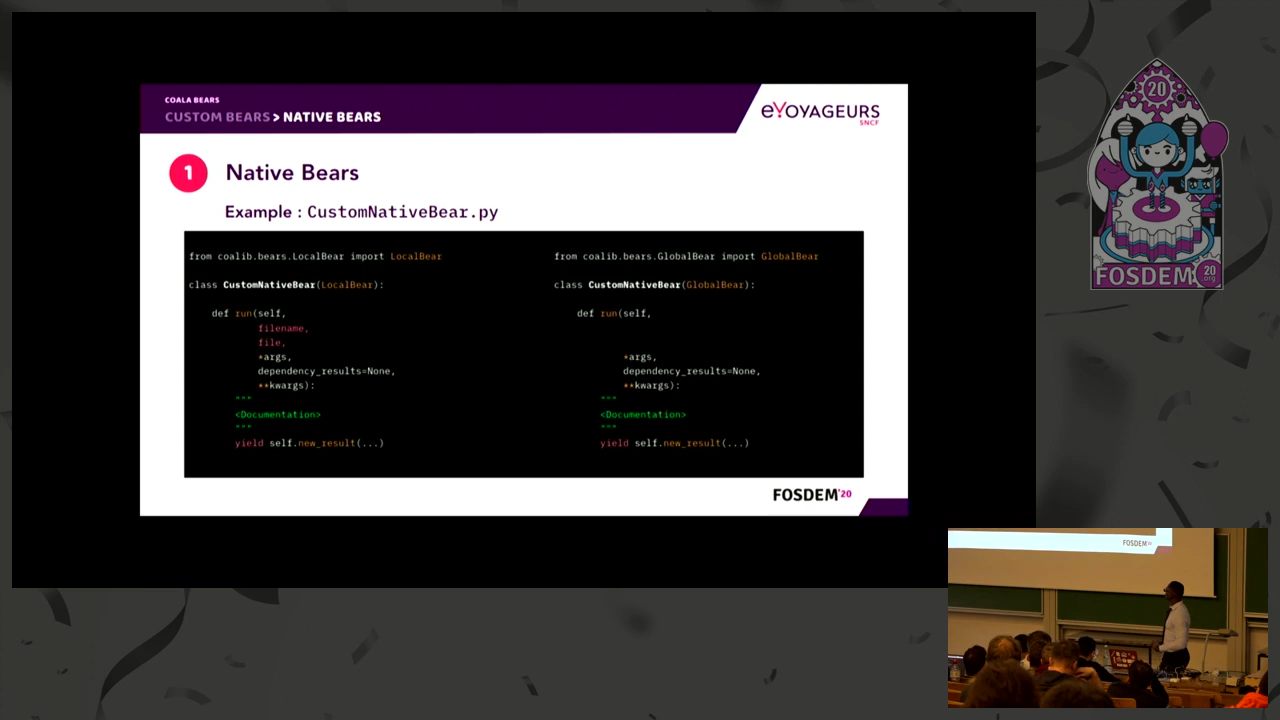 COALA BEARS
CUSTOM BEARS > NATIVE BEARS
eVOYAGEURS
SNCF
1
Native Bears
Example : CustomNativeBear.py
from coalib.bears.LocalBear import LocalBear
class CustomNativeBear(LocalBear):
def run(self,
filename,
file,
*args,
dependency_results=None,
**kwargs):
"""
<Documentation>
"""
yield self.new_result(...)
from coalib.bears.GlobalBear import GlobalBear
class CustomNativeBear(GlobalBear):
def run(self,
*args,
dependency_results=None,
**kwargs):
"""
<Documentation>
"""
yield self.new_result(...)
FOSDEM'20
20
FOSDEM
20
.org
FOSDEM